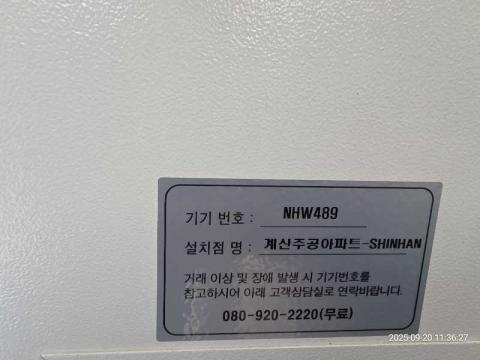 기기 번호 : NHW489
설치점 명 : 계산주공아파트-SHINHAN
거래 이상 및 장애 발생 시 기기번호를
참고하시어 아래 고객상담실로 연락바랍니다.
080-920-2220(무료)
2025-09-20 11:36:27